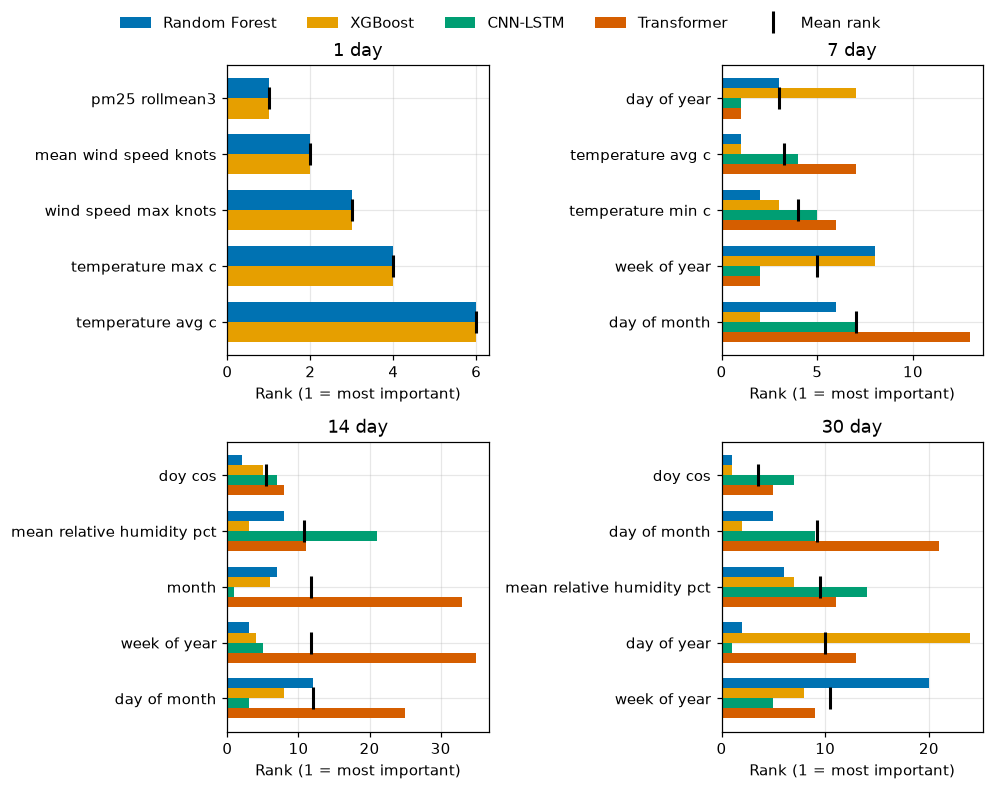 Random Forest XGBoost CNN-LSTM Transformer Mean rank
1 day
pm25 rollmean3
mean wind speed knots
wind speed max knots
temperature max c
temperature avg c
0 2 4 6
Rank (1 = most important)
7 day
day of year
temperature avg c
temperature min c
week of year
day of month
0 5 10
Rank (1 = most important)
14 day
doy cos
mean relative humidity pct
month
week of year
day of month
0 10 20 30
Rank (1 = most important)
30 day
doy cos
day of month
mean relative humidity pct
day of year
week of year
0 10 20
Rank (1 = most important)